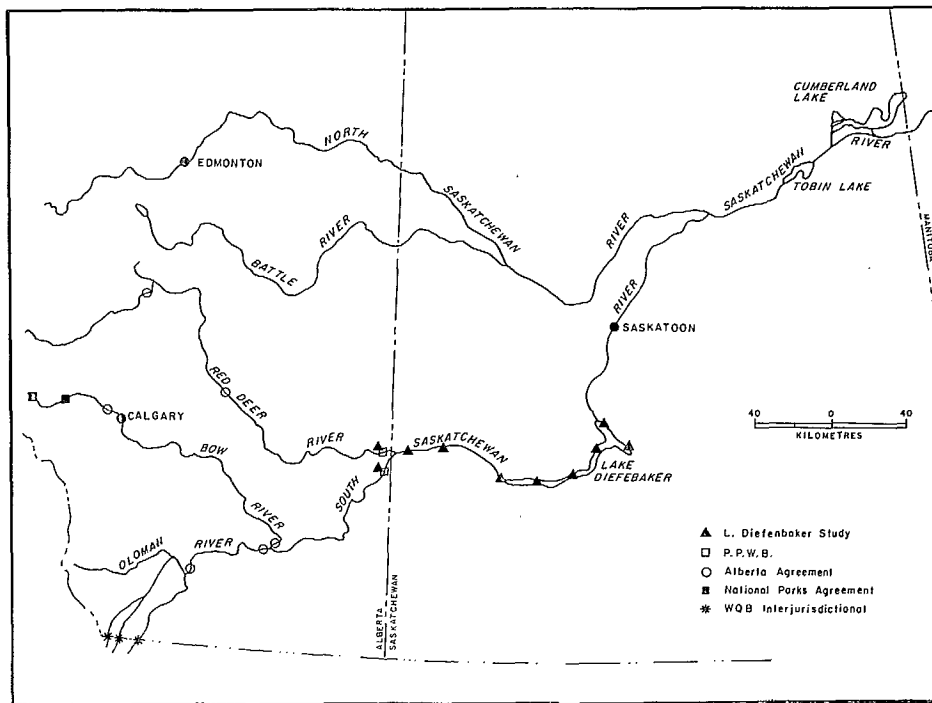 CUMBERLAND
LAKE
RIVER
NORTH
SASKATCHEWAN
RIVER
SASKATCHEWAN
TOBIN LAKE
MANITOBA
EDMONTON
BATTLE
RIVER
RIVER
SASKATOON
RED
DEER
RIVER
CALGARY
BOW
RIVER
SASKATCHEWAN
SOUTH
LAKE
DIEFEBAKER
OLDMAN
RIVER
ALBERTA
SASKATCHEWAN
40 0 40
KILOMETRES
L. Diefenbaker Study
P.P.W.B.
Alberta Agreement
National Parks Agreement
WQB Interjurisdictional